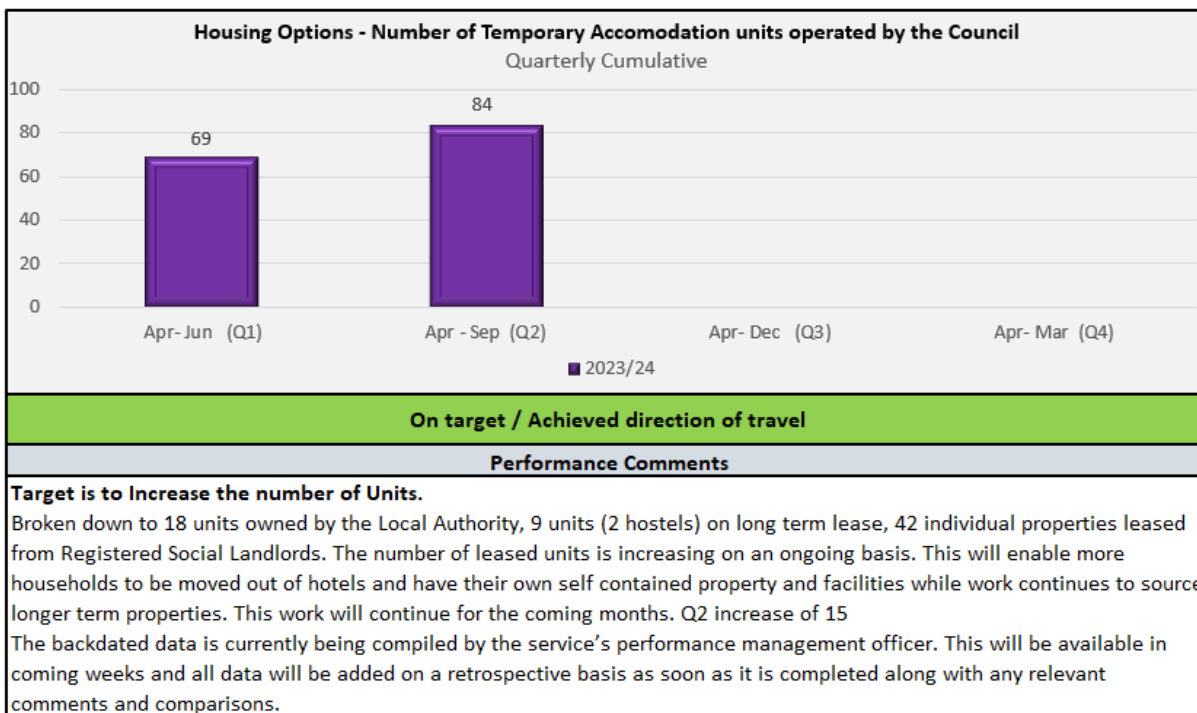 Housing Options - Number of Temporary Accomodation units operated by the Council
Quarterly Cumulative
100
80
60
40
20
0
69
84
Apr- Jun (Q1)
Apr - Sep (Q2)
Apr- Dec (Q3)
Apr- Mar (Q4)
2023/24
On target / Achieved direction of travel
Performance Comments
Target is to Increase the number of Units.
Broken down to 18 units owned by the Local Authority, 9 units (2 hostels) on long term lease, 42 individual properties leased
from Registered Social Landlords. The number of leased units is increasing on an ongoing basis. This will enable more
households to be moved out of hotels and have their own self contained property and facilities while work continues to source
longer term properties. This work will continue for the coming months. Q2 increase of 15
The backdated data is currently being compiled by the service’s performance management officer. This will be available in
coming weeks and all data will be added on a retrospective basis as soon as it is completed along with any relevant
comments and comparisons.